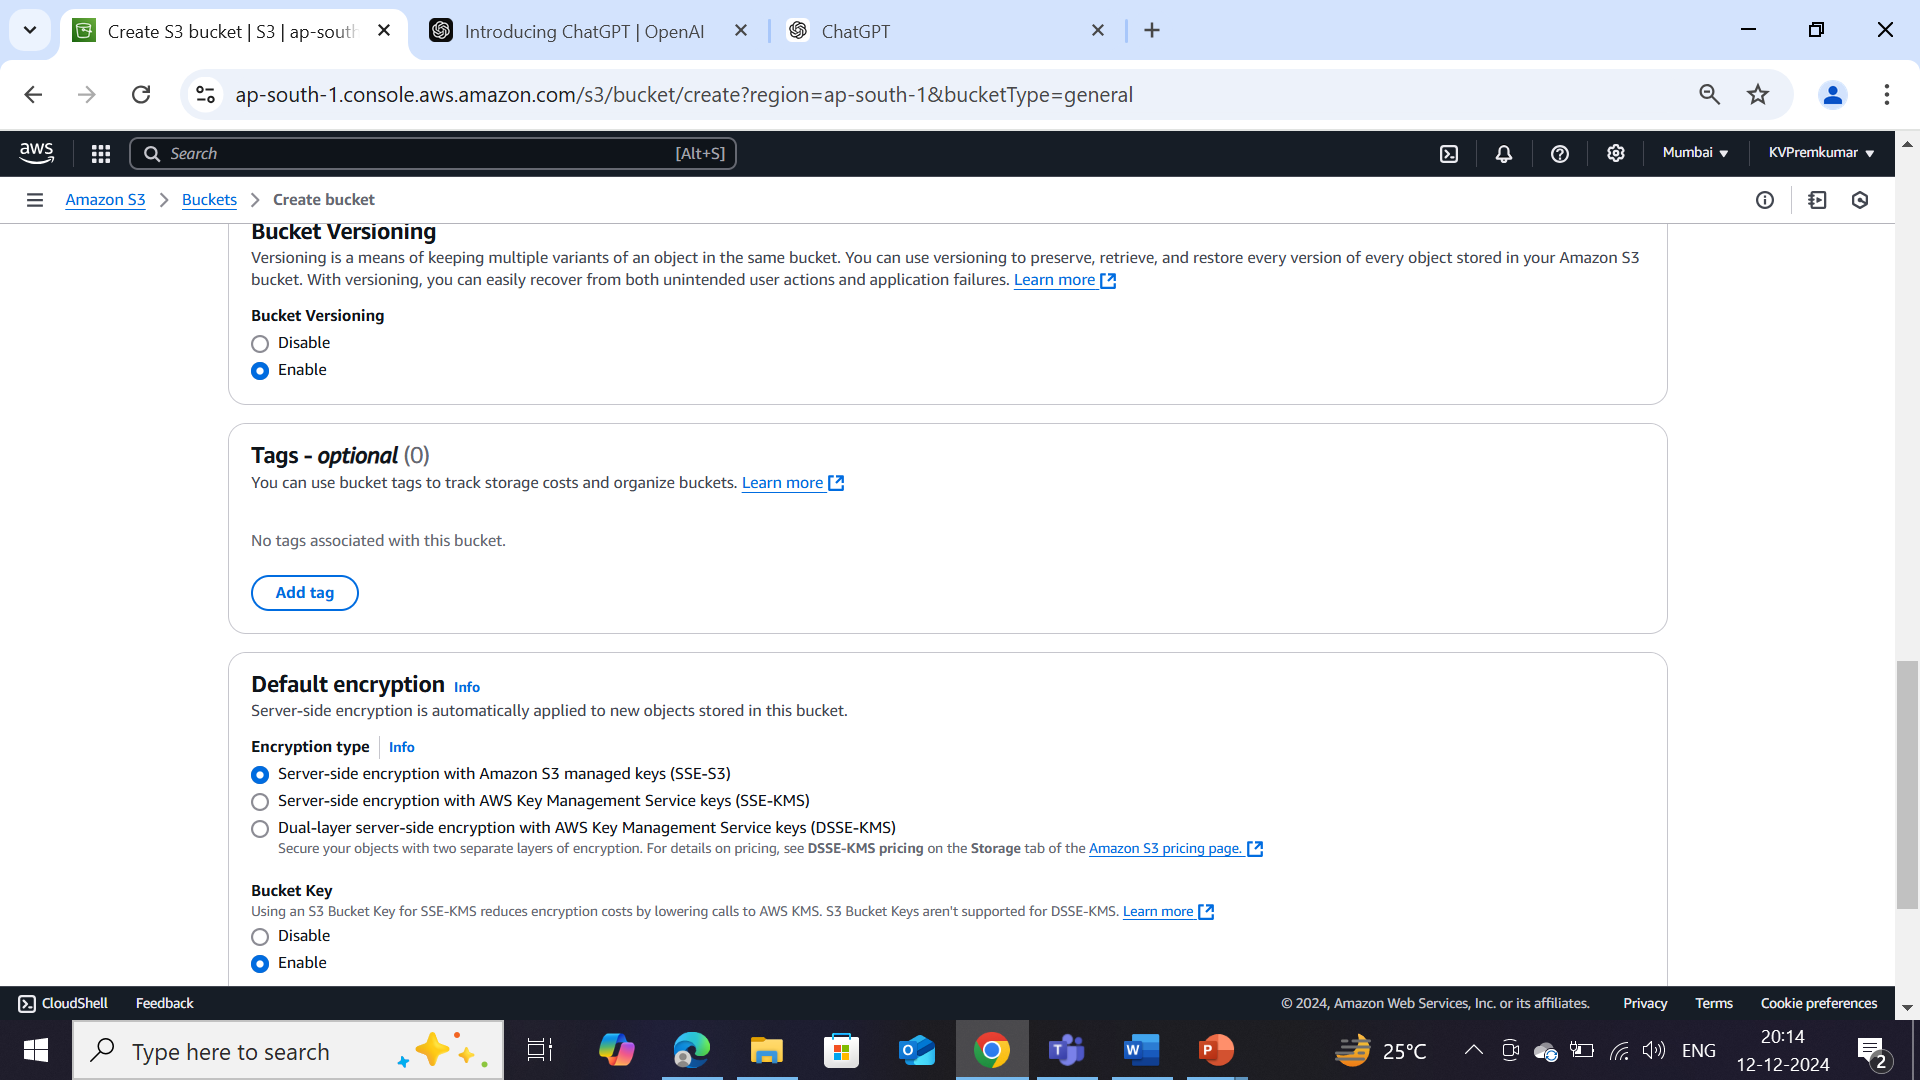 Create S3 bucket | S3 | ap-south
Introducing ChatGPT | OpenAI
ChatGPT
ap-south-1.console.aws.amazon.com/s3/bucket/create?region=ap-south-1&bucketType=general
aws
Search
[Alt+S]
Mumbai
KVPremkumar
Amazon S3
Buckets
Create bucket
Bucket Versioning
Versioning is a means of keeping multiple variants of an object in the same bucket. You can use versioning to preserve, retrieve, and restore every version of every object stored in your Amazon S3
bucket. With versioning, you can easily recover from both unintended user actions and application failures. Learn more
Bucket Versioning
Disable
Enable
Tags - optional (0)
You can use bucket tags to track storage costs and organize buckets. Learn more
No tags associated with this bucket.
Add tag
Default encryption Info
Server-side encryption is automatically applied to new objects stored in this bucket.
Encryption type Info
Server-side encryption with Amazon S3 managed keys (SSE-S3)
Server-side encryption with AWS Key Management Service keys (SSE-KMS)
Dual-layer server-side encryption with AWS Key Management Service keys (DSSE-KMS)
Secure your objects with two separate layers of encryption. For details on pricing, see DSSE-KMS pricing on the Storage tab of the Amazon S3 pricing page.
Bucket Key
Using an S3 Bucket Key for SSE-KMS reduces encryption costs by lowering calls to AWS KMS. S3 Bucket Keys aren't supported for DSSE-KMS. Learn more
Disable
Enable
CloudShell
Feedback
© 2024, Amazon Web Services, Inc. or its affiliates.
Privacy
Terms
Cookie preferences
Type here to search
25°C
ENG
20:14
12-12-2024
2